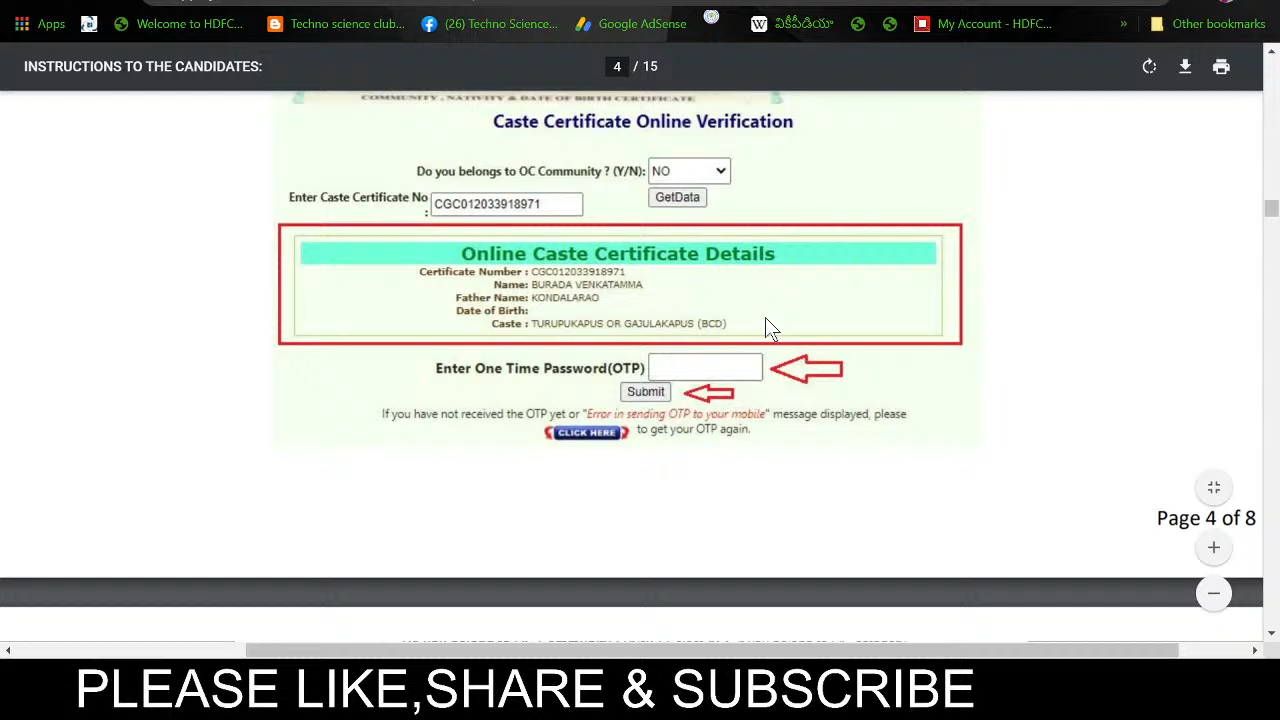 Apps
Welcome to HDFC...
Techno science club...
(26) Techno Science...
Google AdSense
వికీపీడియా
My Account - HDFC...
»
Other bookmarks
INSTRUCTIONS TO THE CANDIDATES:
4 / 15
COMMUNITY , NATIVITY & DATE OF BIRTH CERTIFICATE
Caste Certificate Online Verification
Do you belongs to OC Community ? (Y/N): NO
Enter Caste Certificate No : CGC012033918971
GetData
Online Caste Certificate Details
Certificate Number : CGC012033918971
Name: BURADA VENKATAMMA
Father Name: KONDALARAO
Date of Birth:
Caste : TURUPUKAPUS OR GAJULAKAPUS (BCD)
Enter One Time Password(OTP)
Submit
If you have not received the OTP yet or "Error in sending OTP to your mobile" message displayed, please
CLICK HERE to get your OTP again.
Page 4 of 8
PLEASE LIKE,SHARE & SUBSCRIBE